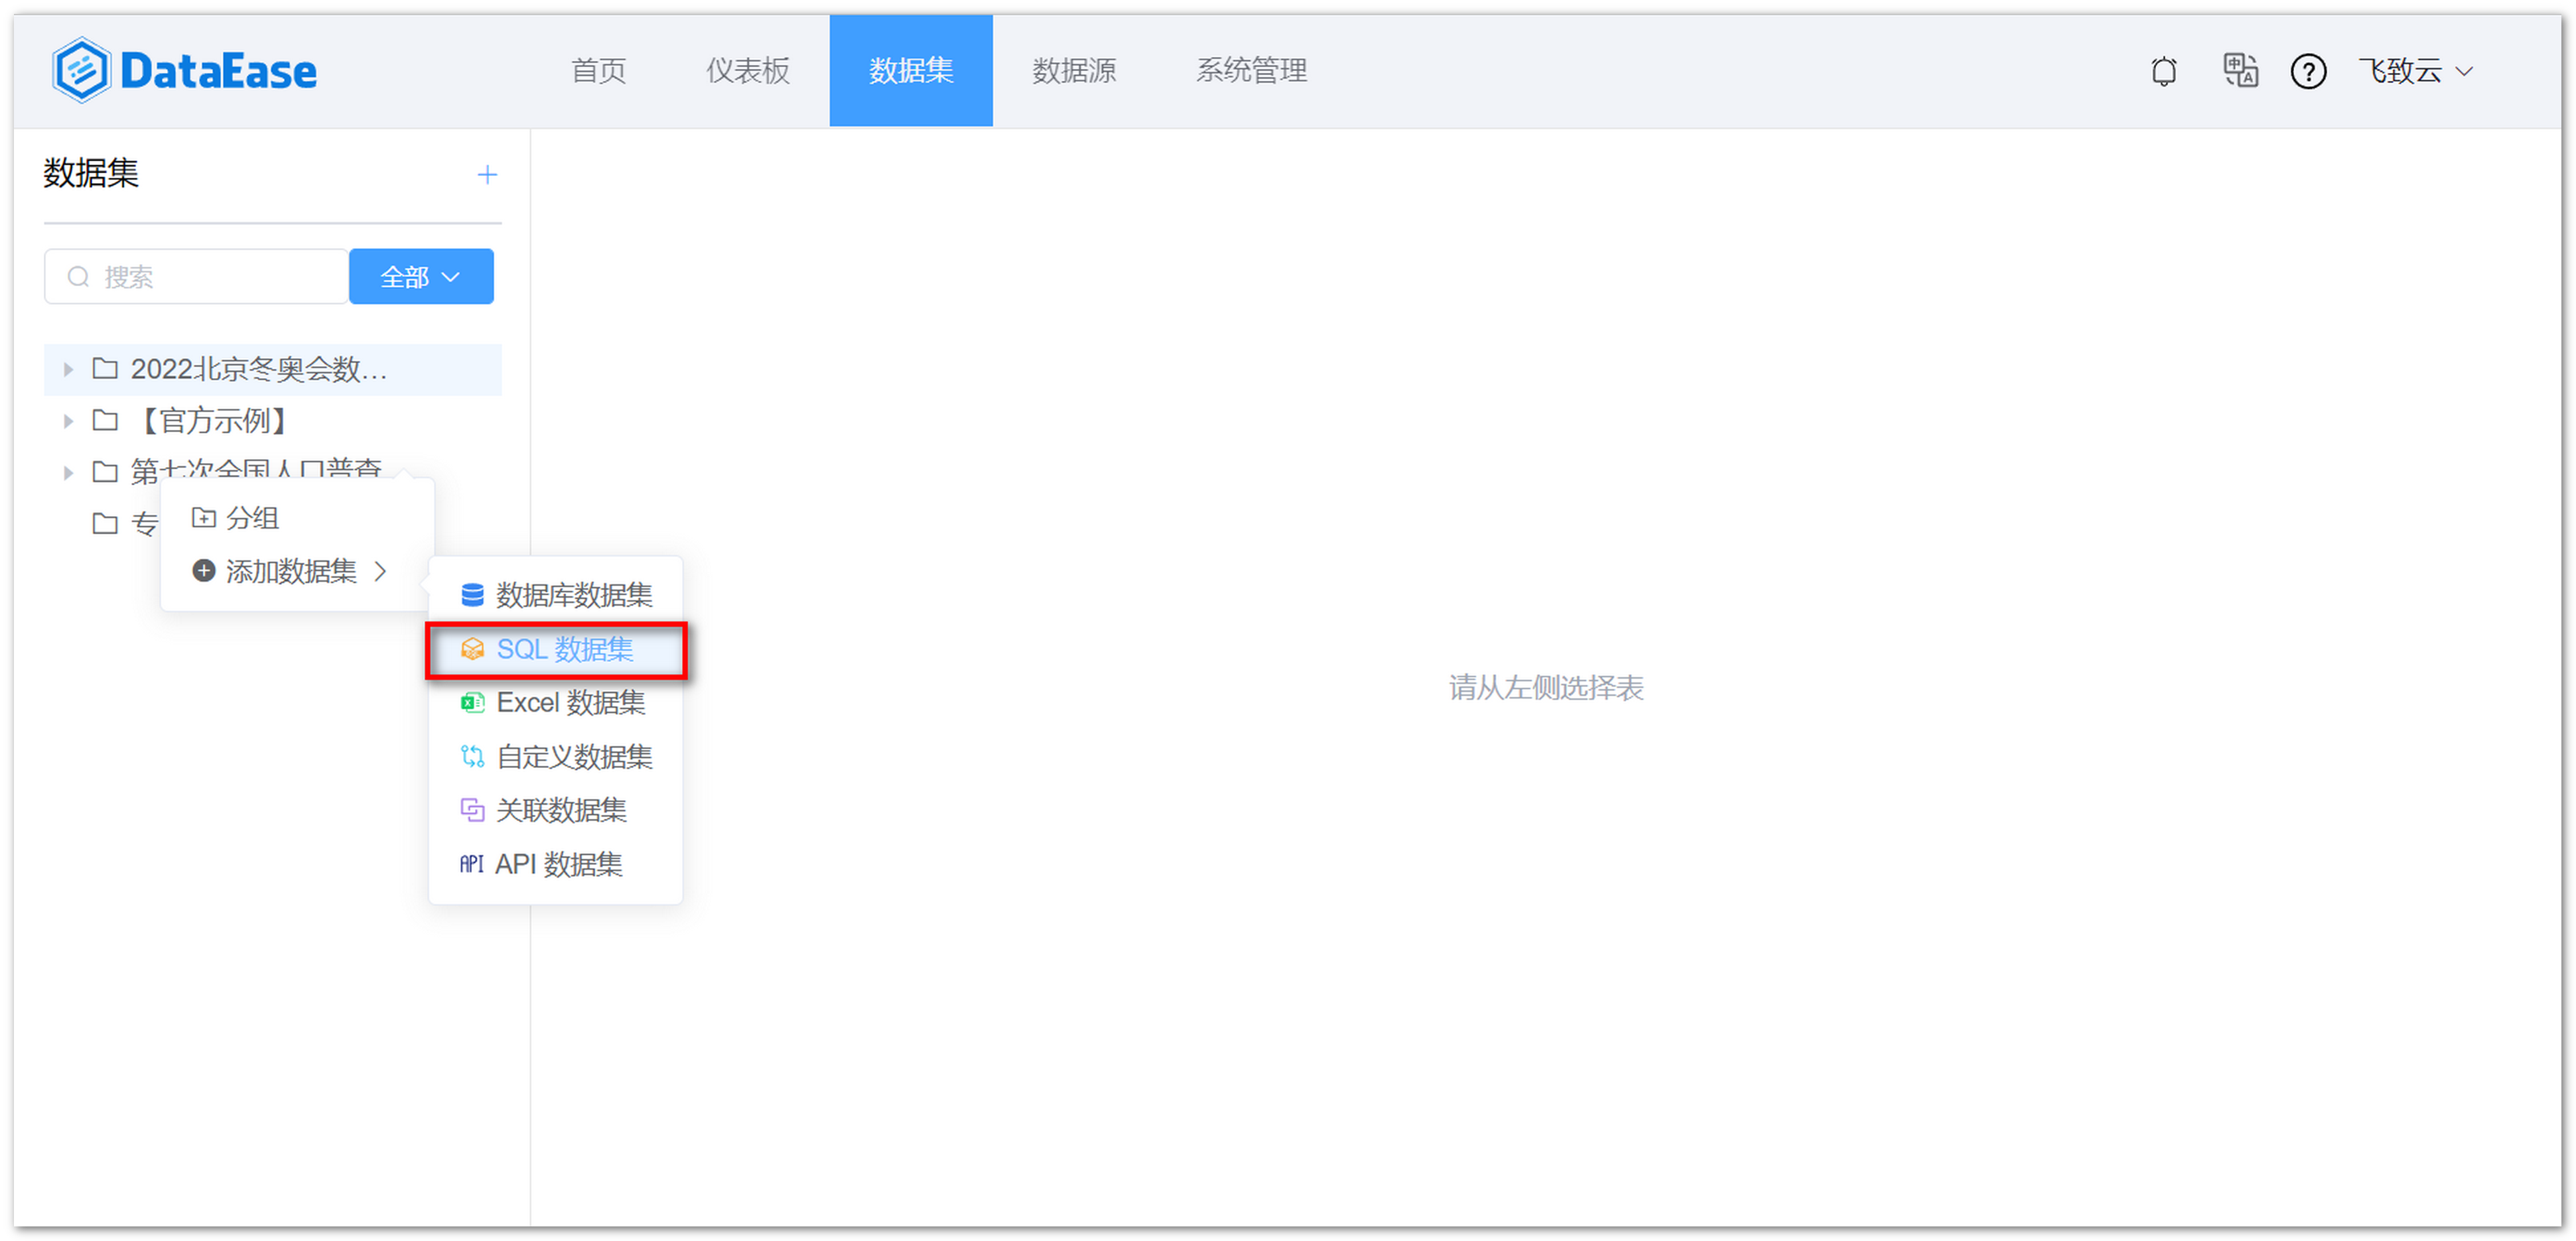 DataEase
首页 仪表板 数据集 数据源 系统管理
飞致云
数据集
搜索 全部
2022北京冬奥会数...
【官方示例】
第七次全国人口普查
专
分组
添加数据集
数据库数据集
SQL 数据集
Excel 数据集
自定义数据集
关联数据集
API API 数据集
请从左侧选择表